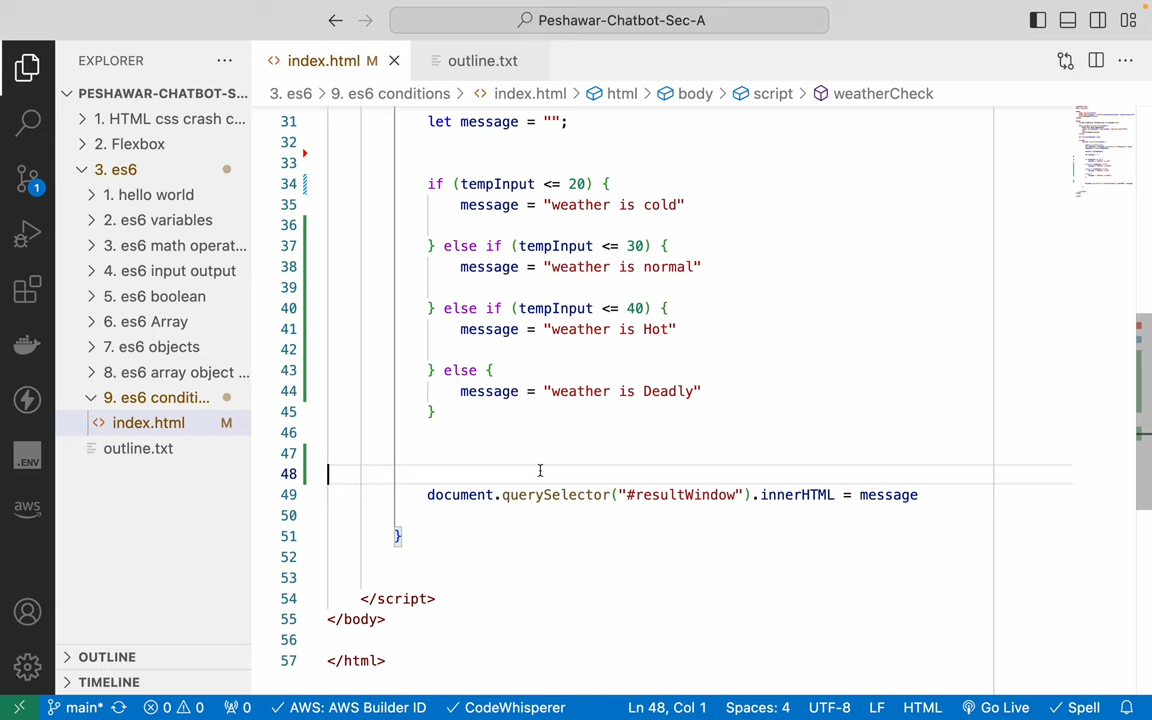 Peshawar-Chatbot-Sec-A
EXPLORER
index.html M
outline.txt
PESHAWAR-CHATBOT-S...
3. es6 > 9. es6 conditions > index.html > html > body > script > weatherCheck
1. HTML css crash c...
2. Flexbox
3. es6
1. hello world
2. es6 variables
3. es6 math operat...
4. es6 input output
5. es6 boolean
6. es6 Array
7. es6 objects
8. es6 array object ...
9. es6 conditi...
index.html M
outline.txt
OUTLINE
TIMELINE
31 let message = "";
32
33
34 if (tempInput <= 20) {
35 message = "weather is cold"
36
37 } else if (tempInput <= 30) {
38 message = "weather is normal"
39
40 } else if (tempInput <= 40) {
41 message = "weather is Hot"
42
43 } else {
44 message = "weather is Deadly"
45 }
46
47
48
49 document.querySelector("#resultWindow").innerHTML = message
50
51 }
52
53
54 </script>
55 </body>
56
57 </html>
1
.ENV
aws
main* 0 0 0 AWS: AWS Builder ID CodeWhisperer Ln 48, Col 1 Spaces: 4 UTF-8 LF HTML Go Live Spell